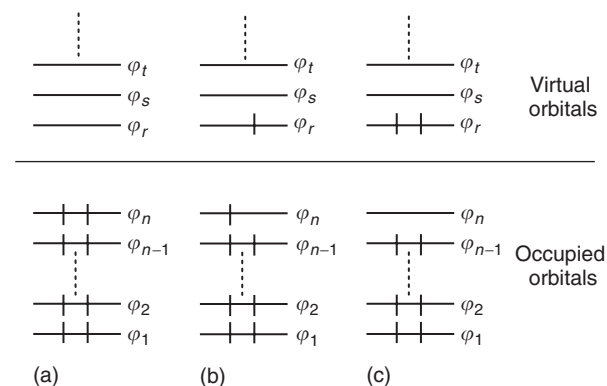 φt φt φt
φs φs φs
φr φr φr
Virtual
orbitals
φn φn φn
φn−1 φn−1 φn−1
Occupied
orbitals
φ2 φ2 φ2
φ1 φ1 φ1
(a) (b) (c)